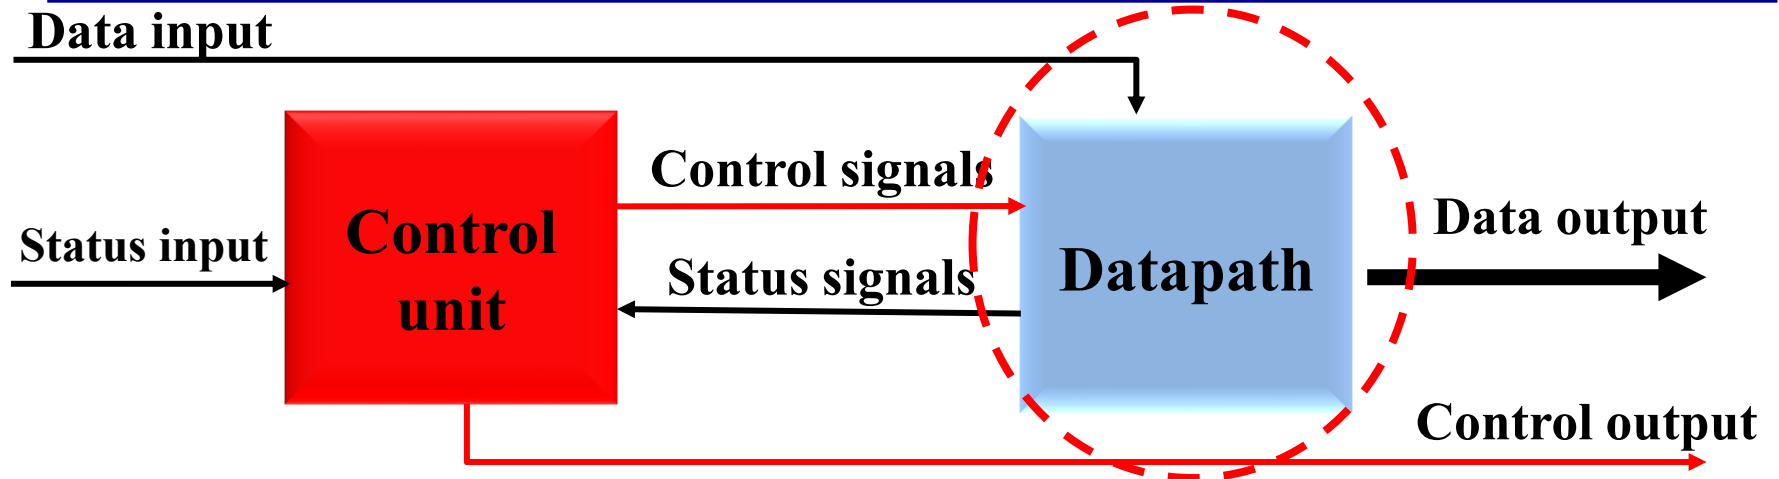 Data input
Control signals
Status input
Control
unit
Status signals
Datapath
Data output
Control output